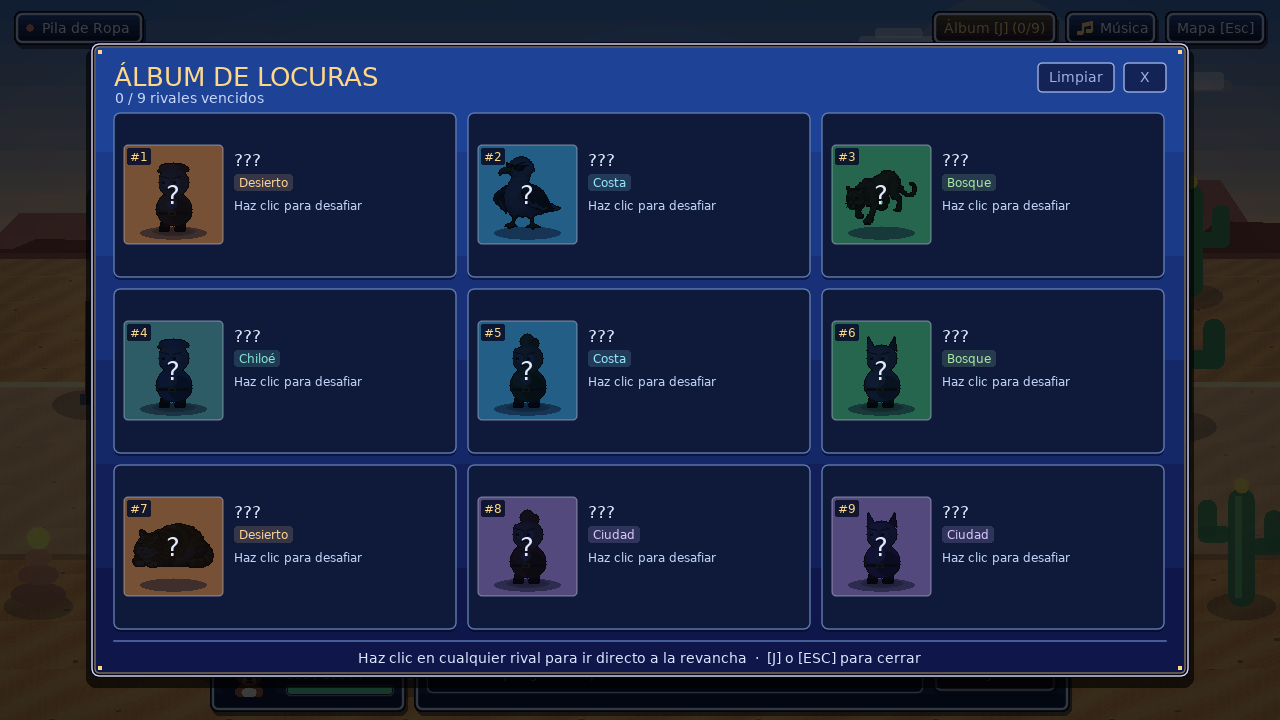 Pila de Ropa
Álbum [J] (0/9)
Música
Mapa [Esc]
ÁLBUM DE LOCURAS
0 / 9 rivales vencidos
Limpiar
X
#1
?
???
Desierto
Haz clic para desafiar
#2
?
???
Costa
Haz clic para desafiar
#3
?
???
Bosque
Haz clic para desafiar
#4
?
???
Chiloé
Haz clic para desafiar
#5
?
???
Costa
Haz clic para desafiar
#6
?
???
Bosque
Haz clic para desafiar
#7
?
???
Desierto
Haz clic para desafiar
#8
?
???
Ciudad
Haz clic para desafiar
#9
?
???
Ciudad
Haz clic para desafiar
Haz clic en cualquier rival para ir directo a la revancha · [J] o [ESC] para cerrar